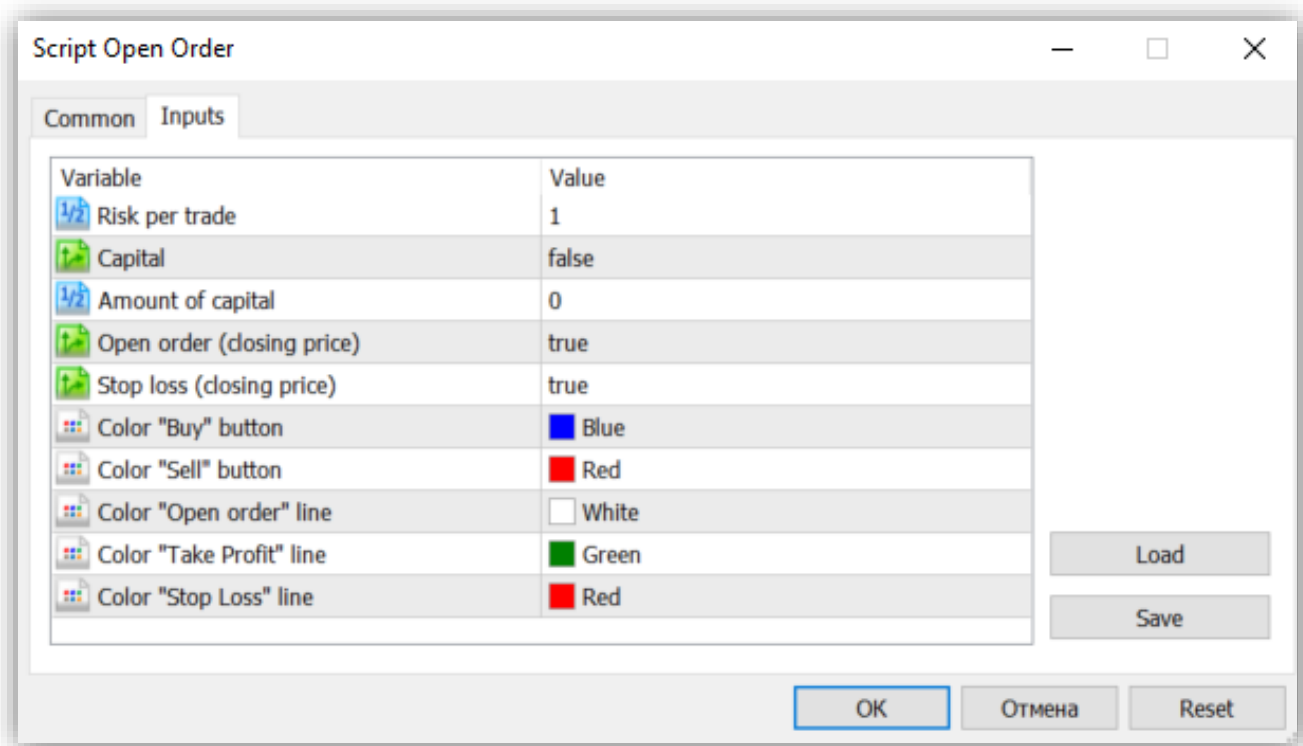 Script Open Order
Common Inputs
Variable Value
Risk per trade 1
Capital false
Amount of capital 0
Open order (closing price) true
Stop loss (closing price) true
Color "Buy" button Blue
Color "Sell" button Red
Color "Open order" line White
Color "Take Profit" line Green
Color "Stop Loss" line Red
Load
Save
OK Отмена Reset